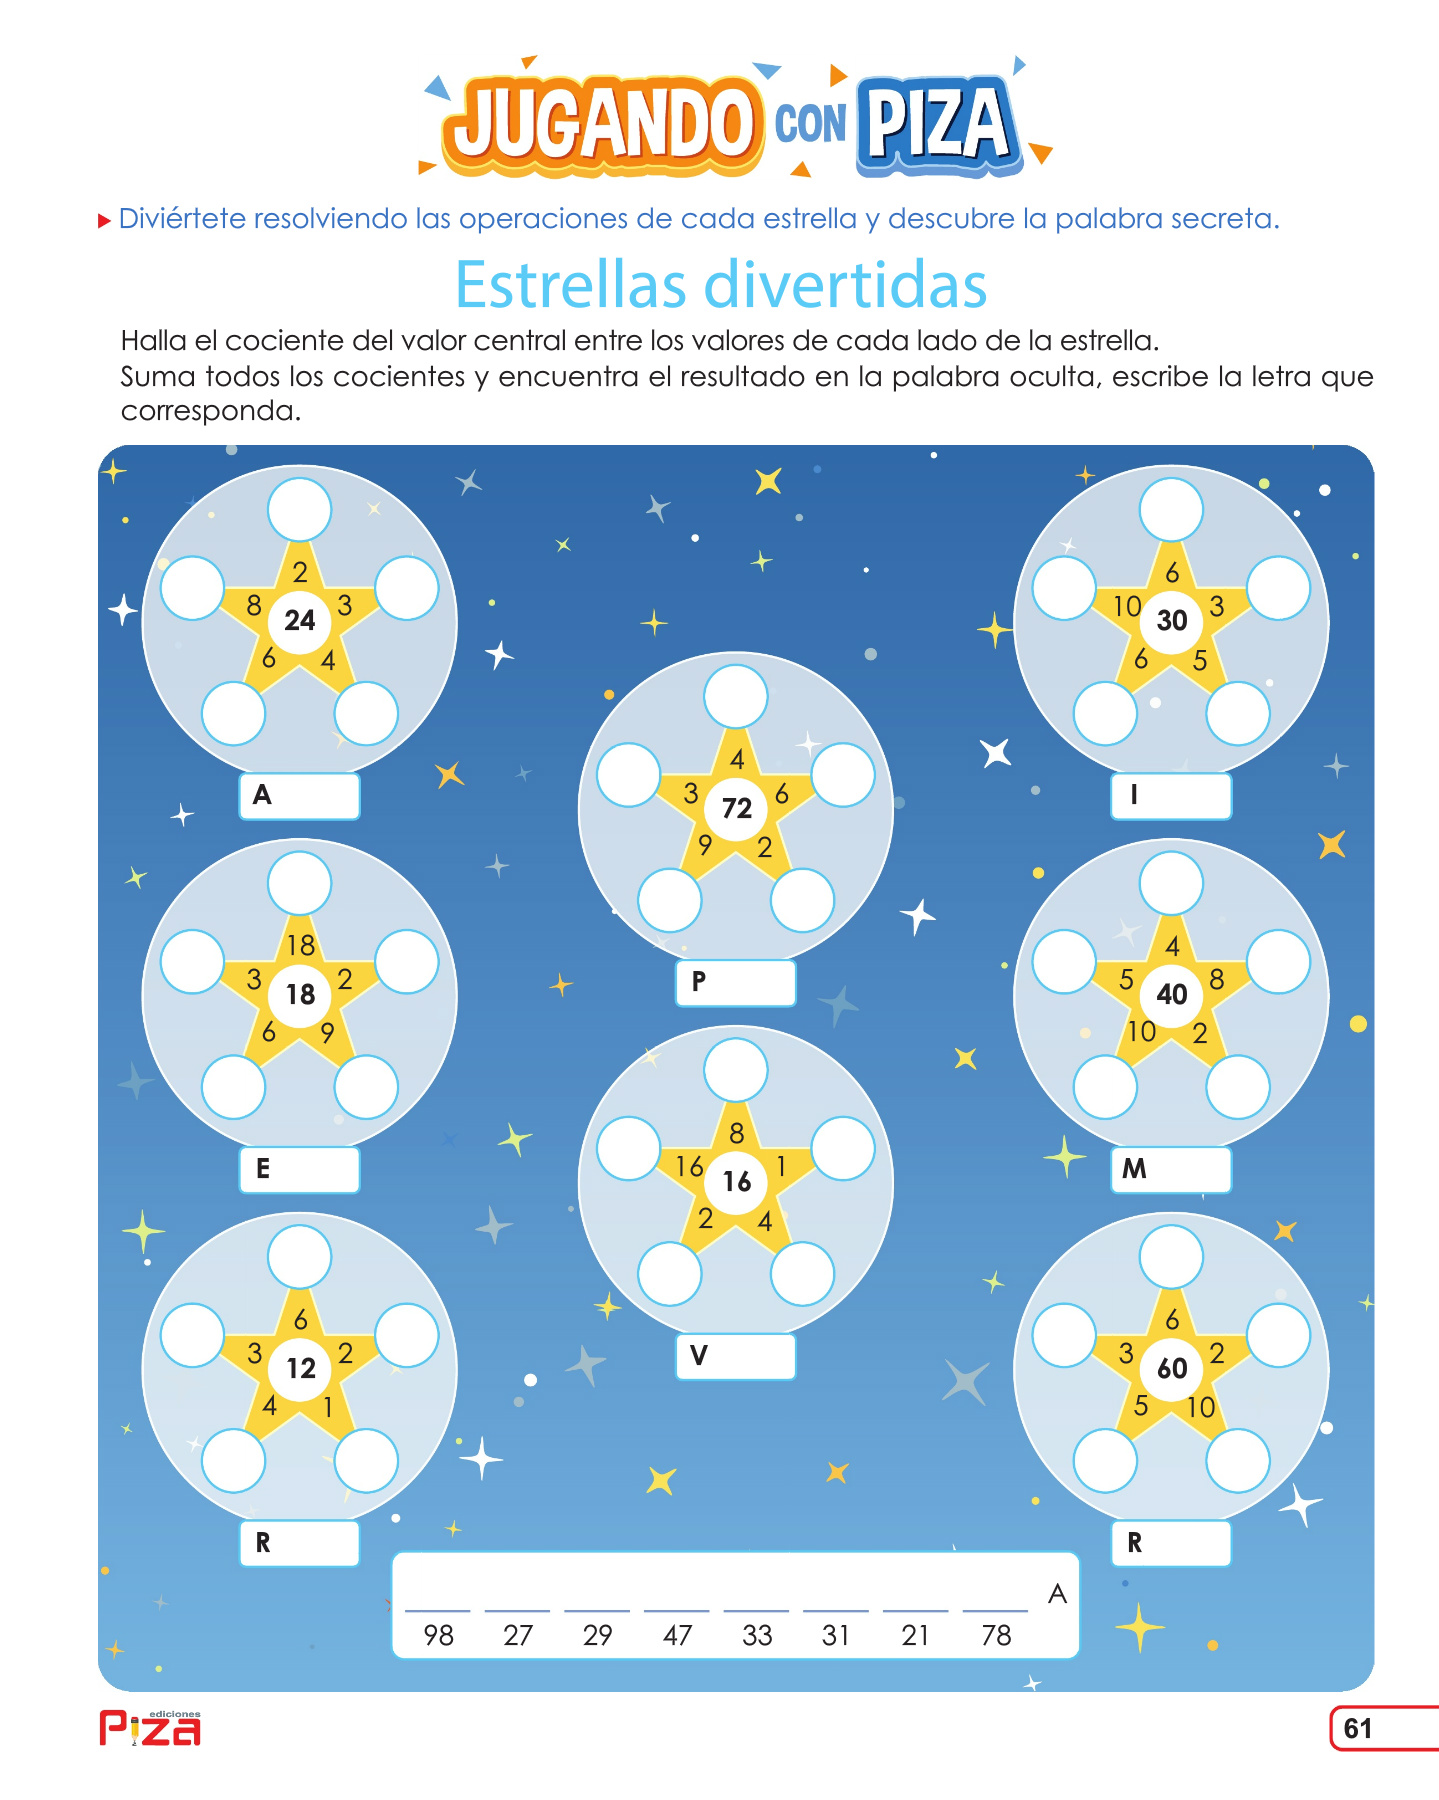 JUGANDO CON PIZA
Diviértete resolviendo las operaciones de cada estrella y descubre la palabra secreta.
Estrellas divertidas
Halla el cociente del valor central entre los valores de cada lado de la estrella.
Suma todos los cocientes y encuentra el resultado en la palabra oculta, escribe la letra que
corresponda.
2
8 24 3
6 4
A
6
10 30 3
6 5
I
4
3 72 6
9 2
P
18
3 18 2
6 9
E
4
5 40 8
10 2
M
8
16 16 1
2 4
V
6
3 12 2
4 1
R
6
3 60 2
5 10
R
A
98 27 29 47 33 31 21 78
ediciones
Piza
61